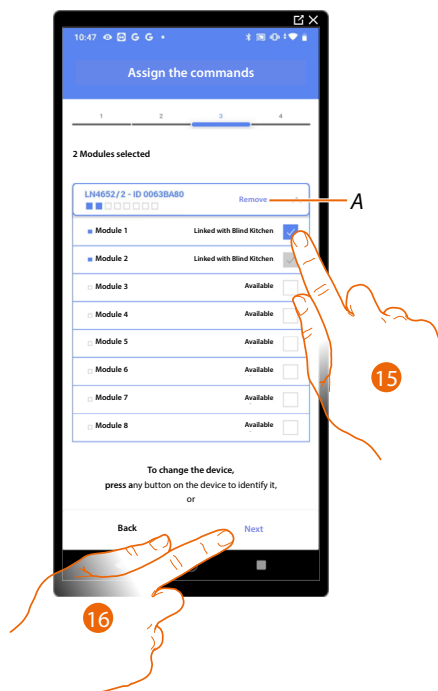 10:47 G G
Assign the commands
1 2 3 4
2 Modules selected
LN4652/2 - ID 0063BA80 Remove
A
Module 1 Linked with Blind Kitchen
Module 2 Linked with Blind Kitchen
Module 3 Available
Module 4 Available
Module 5 Available
Module 6 Available
Module 7 Available
Module 8 Available
15
To change the device,
press any button on the device to identify it,
or
Back Next
16